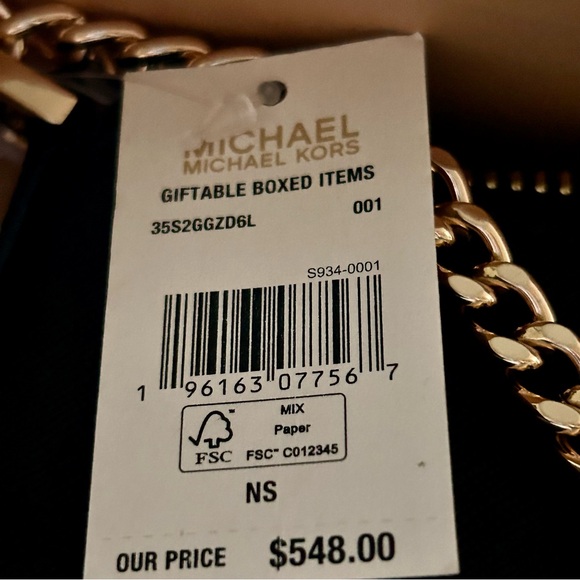 MICHAEL
MICHAEL KORS
GIFTABLE BOXED ITEMS
35S2GGZD6L 001
S934-0001
1 96163 07756 7
MIX
Paper
FSC™ FSC™ C012345
NS
OUR PRICE $548.00